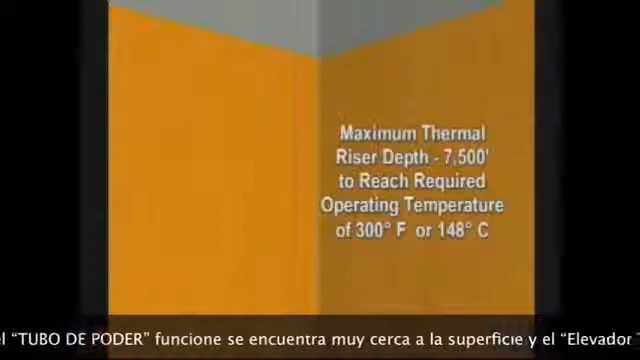 Maximum Thermal
Riser Depth - 7,500'
to Reach Required
Operating Temperature
of 300° F or 148° C
el “TUBO DE PODER” funcione se encuentra muy cerca a la superficie y el “Elevador